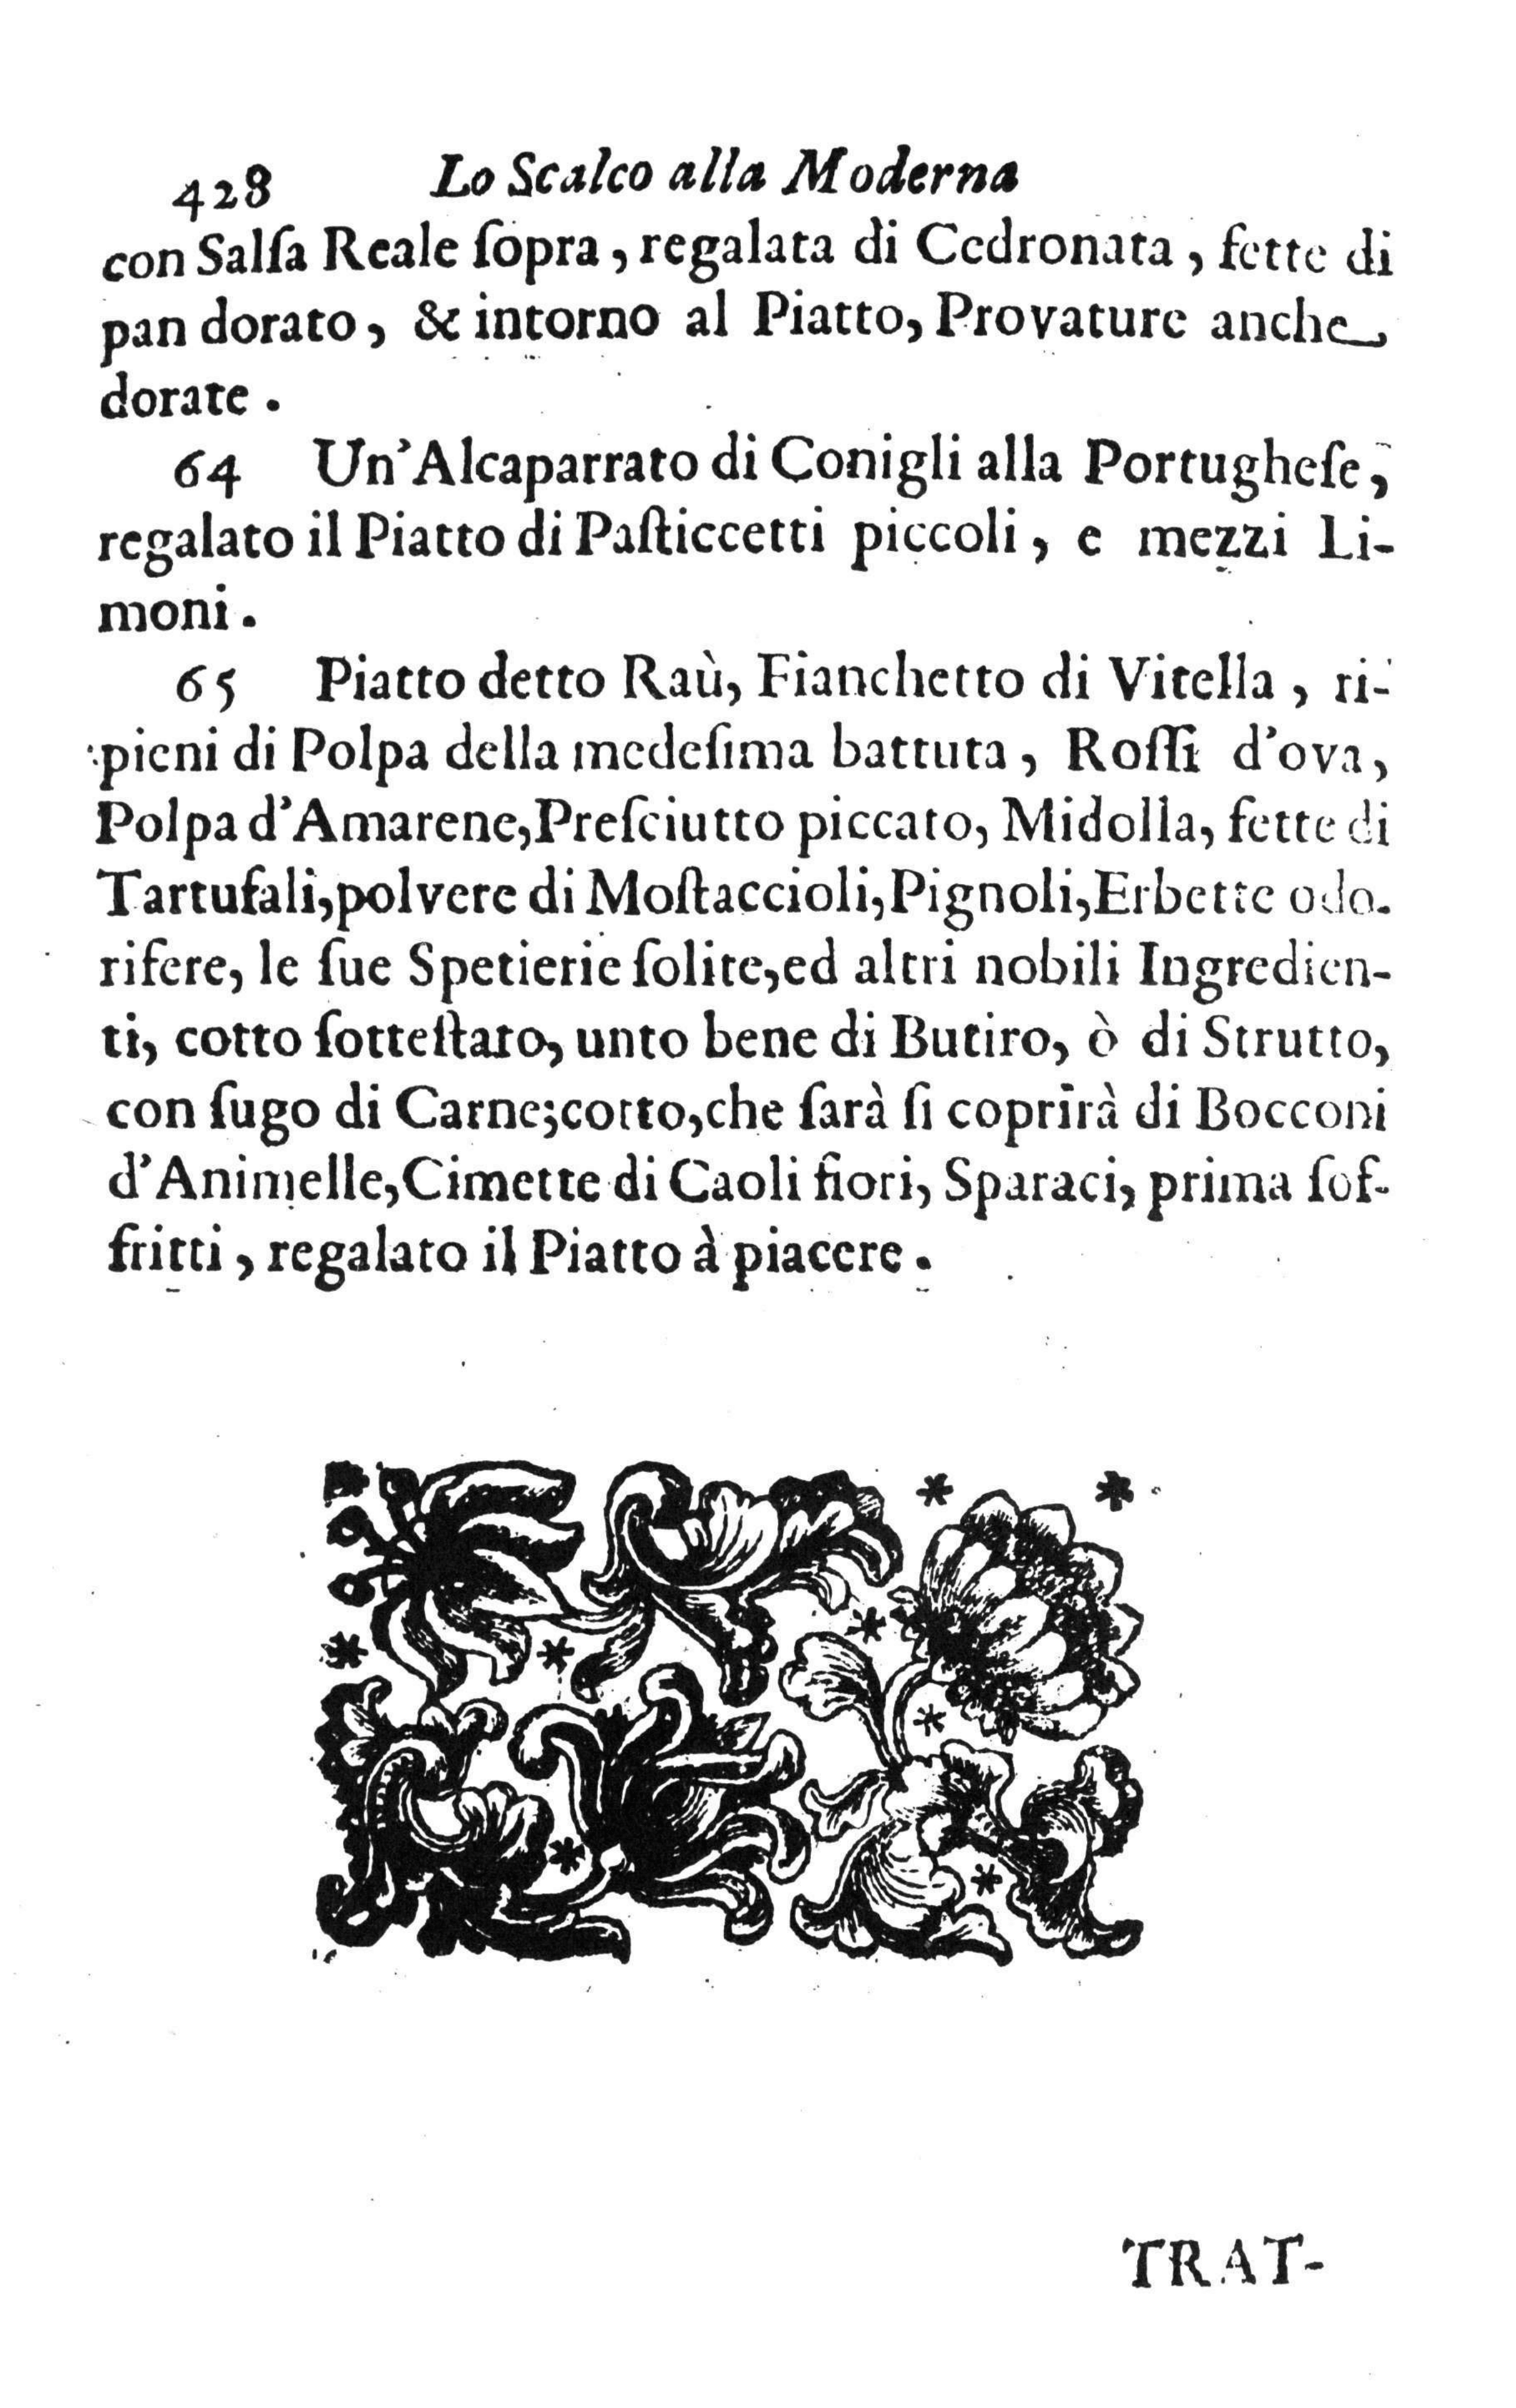 428 Lo Scalco alla Moderna
con Salſa Reale ſopra, regalata di Cedronata, fette di
pan dorato, & intorno al Piatto, Provature anche
dorate.
64 Un'Alcaparrato di Conigli alla Portugheſe,
regalato il Piatto di Paſticcetti piccoli, e mezzi Li-
moni.
65 Piatto detto Raù, Fianchetto di Vitella, ri-
pieni di Polpa della medeſima battuta, Roſſi d'ova,
Polpa d'Amarene, Preſciutto piccato, Midolla, fette di
Tartufali, polvere di Moſtaccioli, Pignoli, Erbette odo-
rifere, le ſue Spetierie ſolite, ed altri nobili Ingredien-
ti, cotto ſotteſtato, unto bene di Butiro, ò di Strutto,
con ſugo di Carne; cotto, che ſarà ſi coprirà di Bocconi
d'Animelle, Cimette di Caoli fiori, Sparaci, prima ſof-
fritti, regalato il Piatto à piacere.
TRAT-